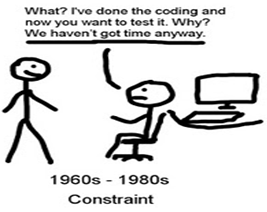 What? I've done the coding and
now you want to test it. Why?
We haven't got time anyway.
1960s - 1980s
Constraint